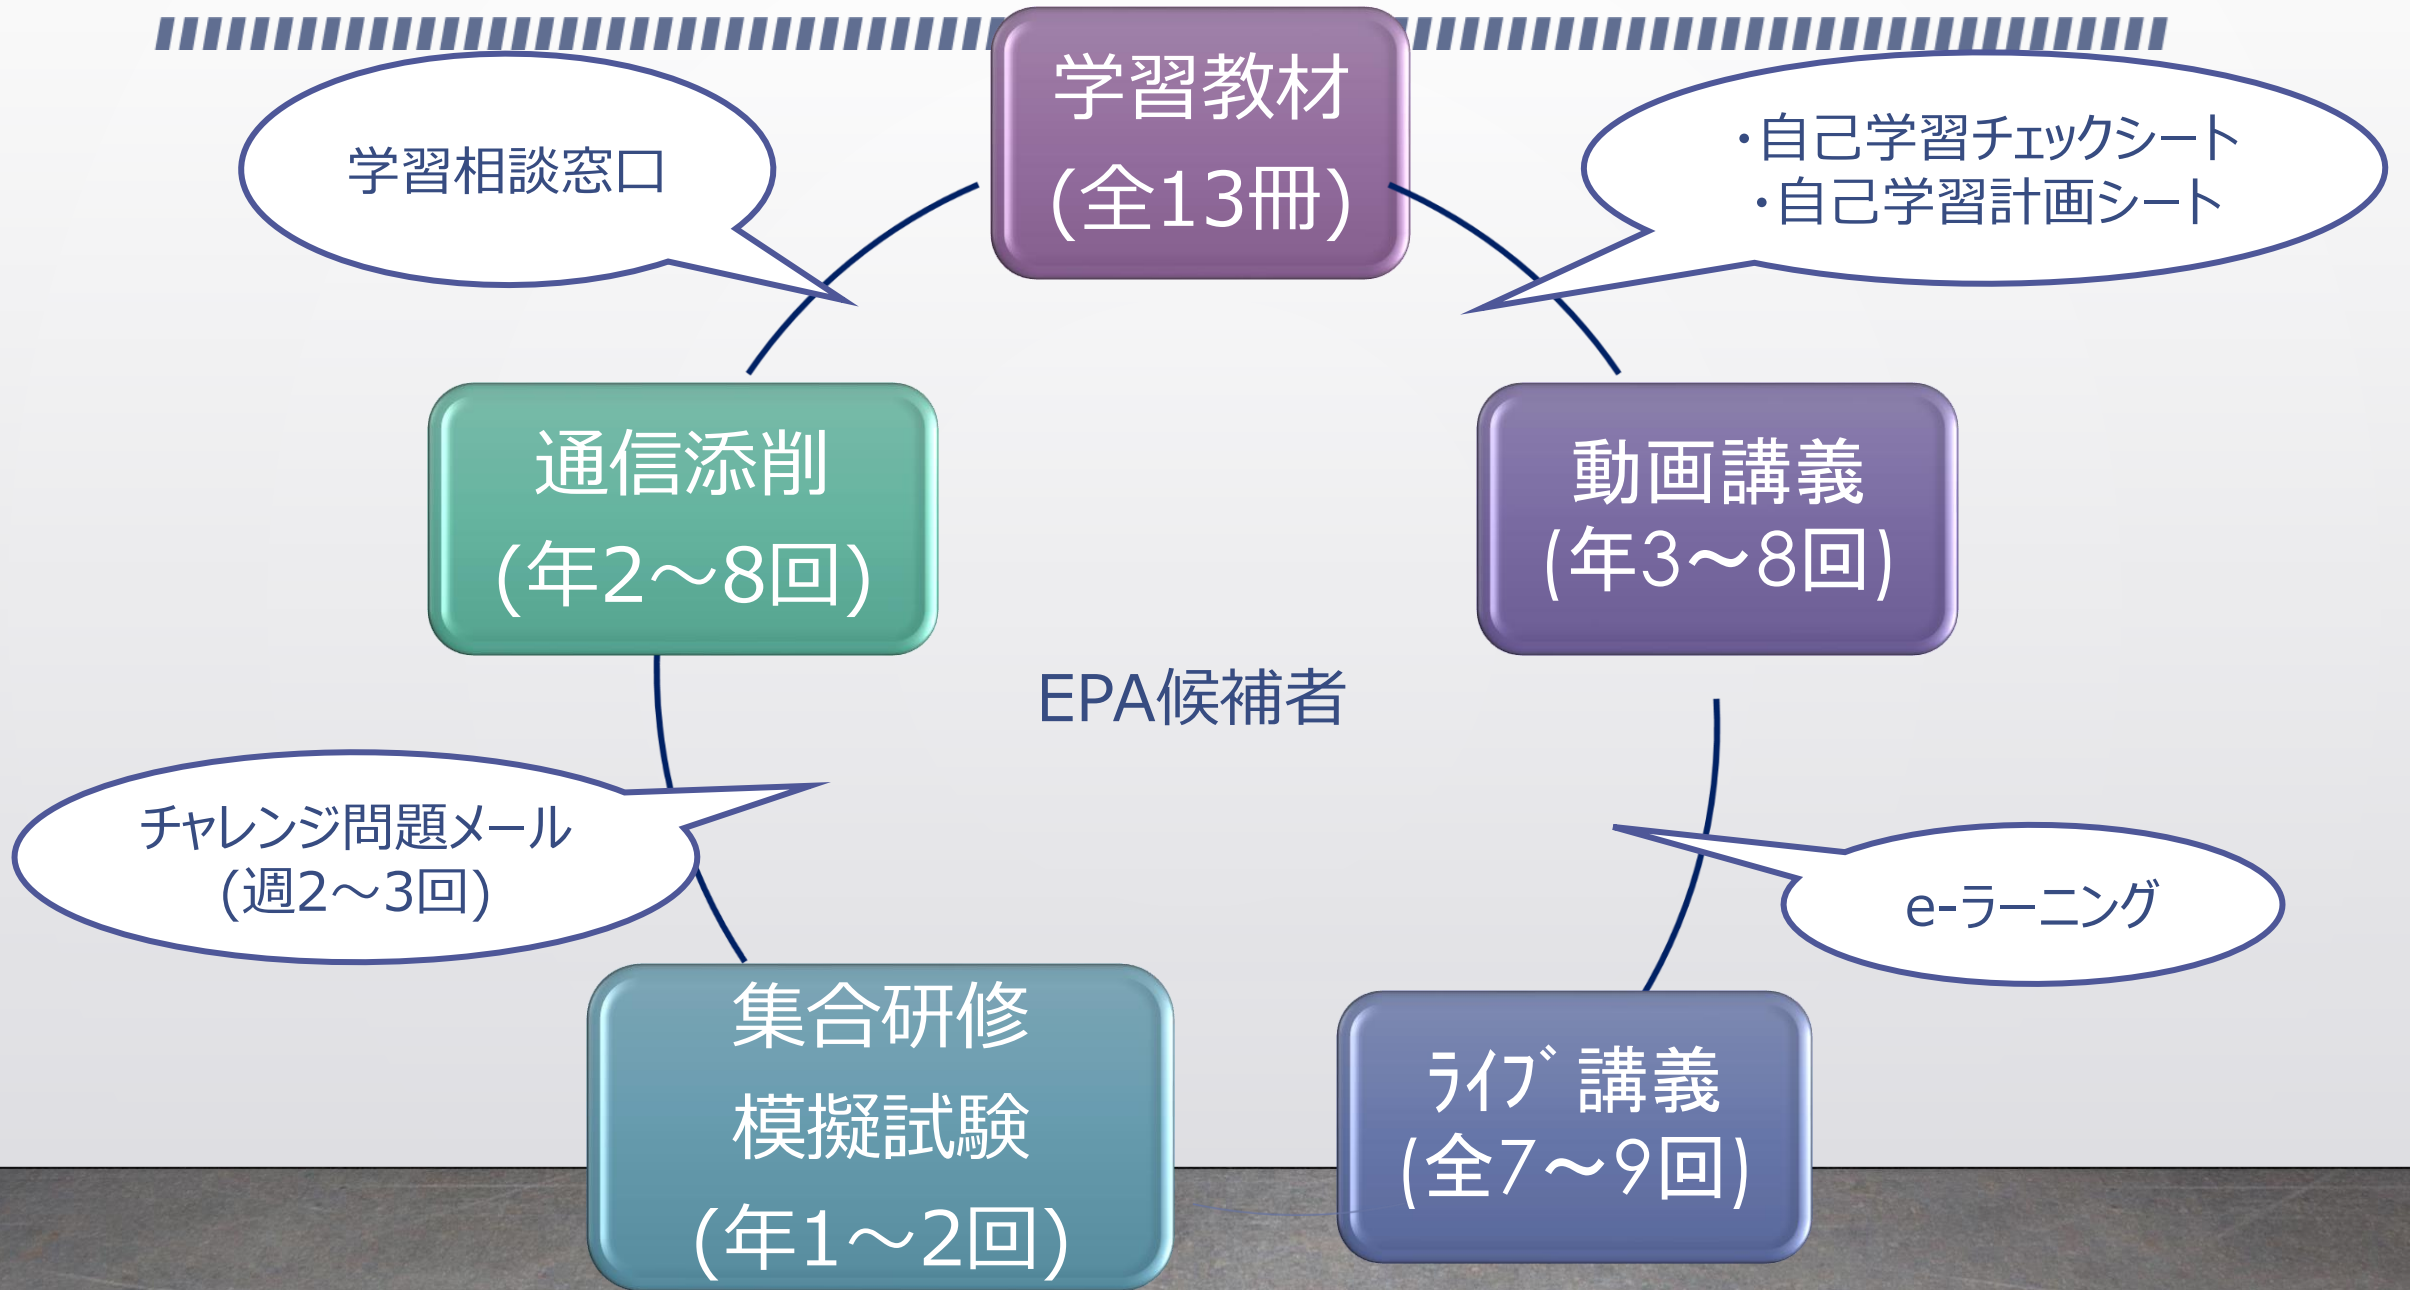 学習教材
(全13冊)
学習相談窓口
・自己学習チェックシート
・自己学習計画シート
通信添削
(年2～8回)
動画講義
(年3～8回)
EPA候補者
チャレンジ問題メール
(週2～3回)
e-ラーニング
集合研修
模擬試験
(年1～2回)
ﾗｲﾌﾞ講義
(全7～9回)